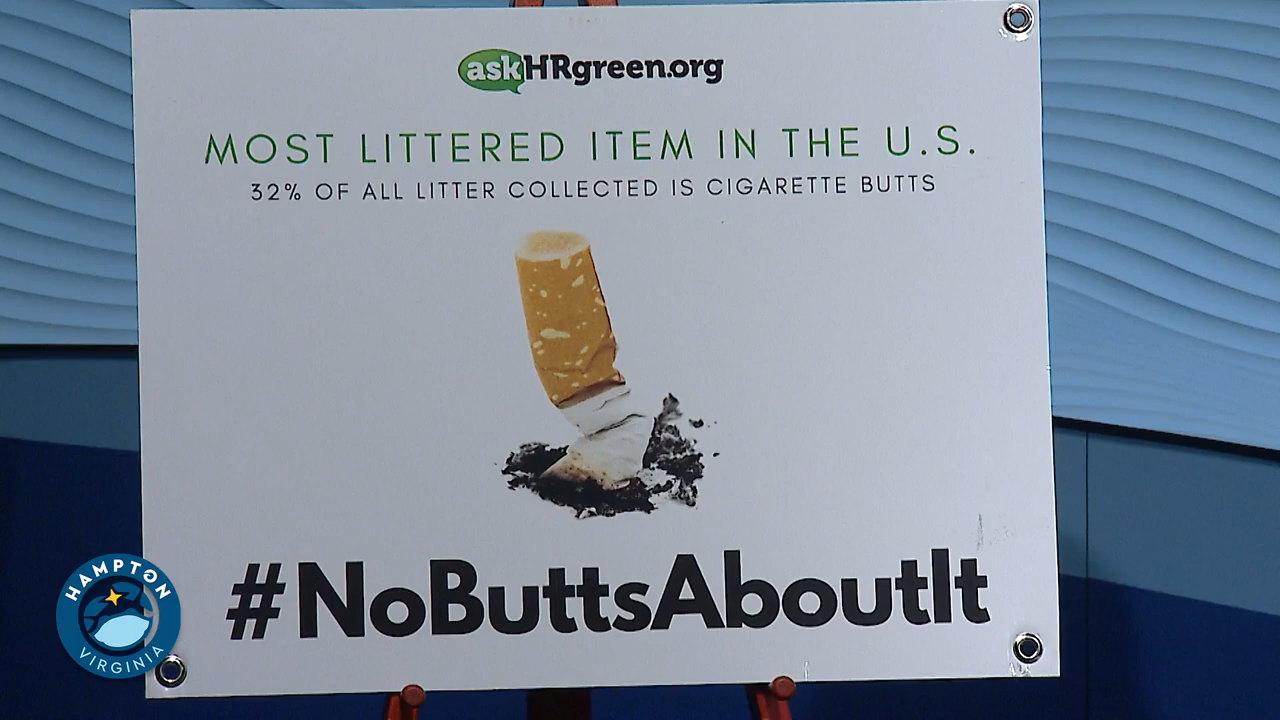 askHRgreen.org
MOST LITTERED ITEM IN THE U.S.
32% OF ALL LITTER COLLECTED IS CIGARETTE BUTTS
#NoButtsAboutIt
HAMPTON
VIRGINIA